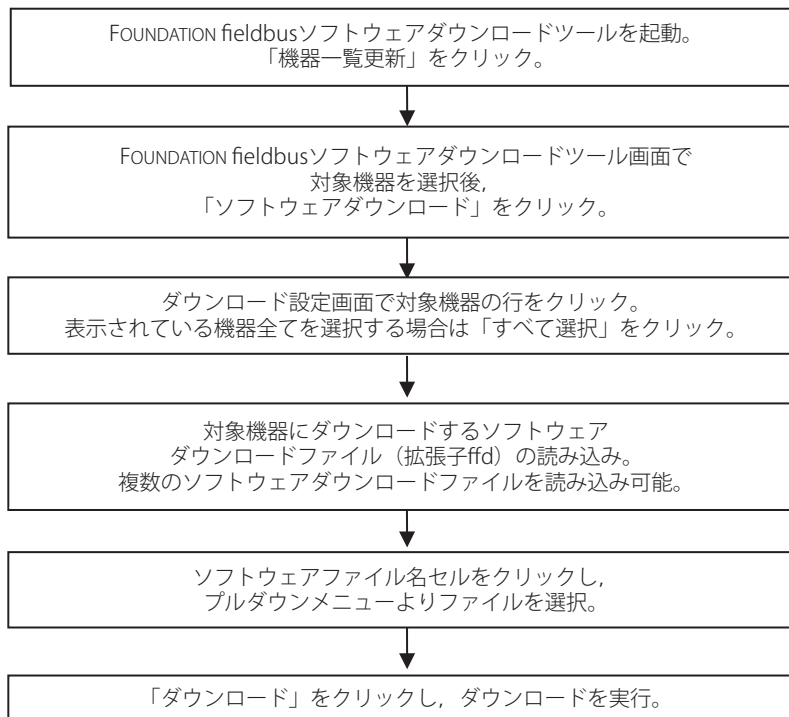 FOUNDATION fieldbusソフトウェアダウンロードツールを起動。
「機器一覧更新」をクリック。
FOUNDATION fieldbusソフトウェアダウンロードツール画面で
対象機器を選択後，
「ソフトウェアダウンロード」をクリック。
ダウンロード設定画面で対象機器の行をクリック。
表示されている機器全てを選択する場合は「すべて選択」をクリック。
対象機器にダウンロードするソフトウェア
ダウンロードファイル（拡張子ffd）の読み込み。
複数のソフトウェアダウンロードファイルを読み込み可能。
ソフトウェアファイル名セルをクリックし，
プルダウンメニューよりファイルを選択。
「ダウンロード」をクリックし，ダウンロードを実行。